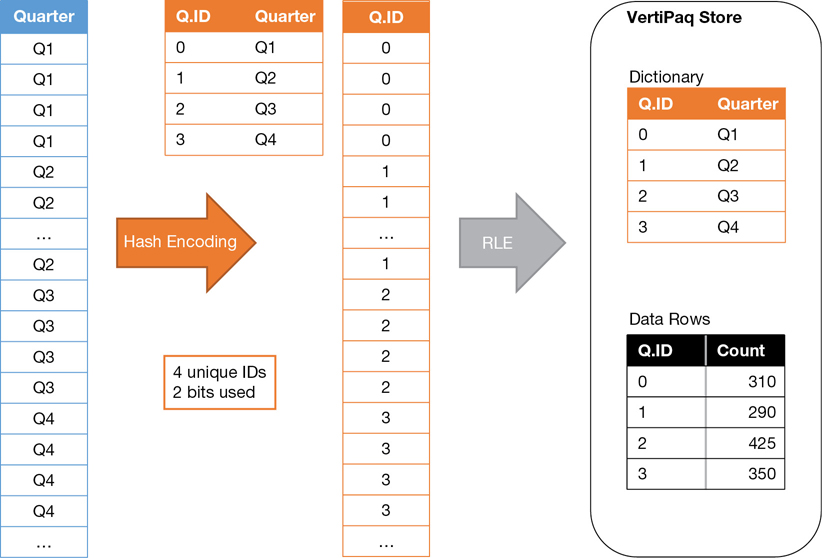 Quarter
Q1
Q1
Q1
Q1
Q2
Q2
...
Q2
Q3
Q3
Q3
Q3
Q4
Q4
Q4
Q4
...
Hash Encoding
Q.ID Quarter
0 Q1
1 Q2
2 Q3
3 Q4
4 unique IDs
2 bits used
Q.ID
0
0
0
0
1
1
...
1
2
2
2
2
3
3
3
3
...
RLE
VertiPaq Store
Dictionary
Q.ID Quarter
0 Q1
1 Q2
2 Q3
3 Q4
Data Rows
Q.ID Count
0 310
1 290
2 425
3 350